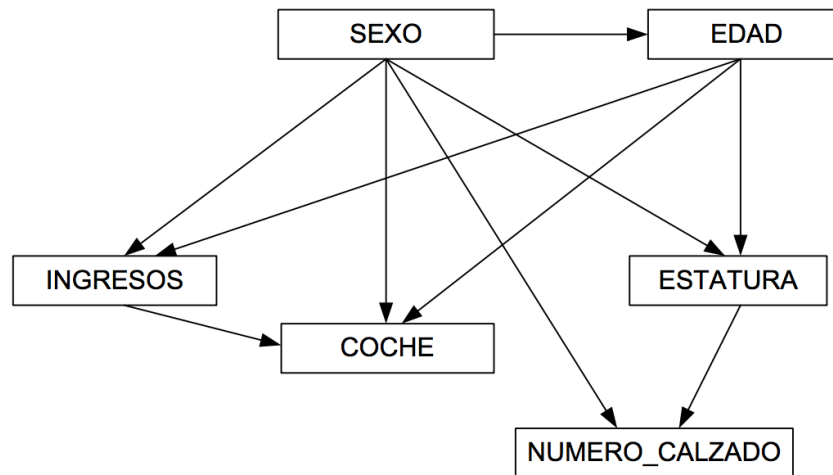 SEXO
EDAD
INGRESOS
ESTATURA
COCHE
NUMERO_CALZADO